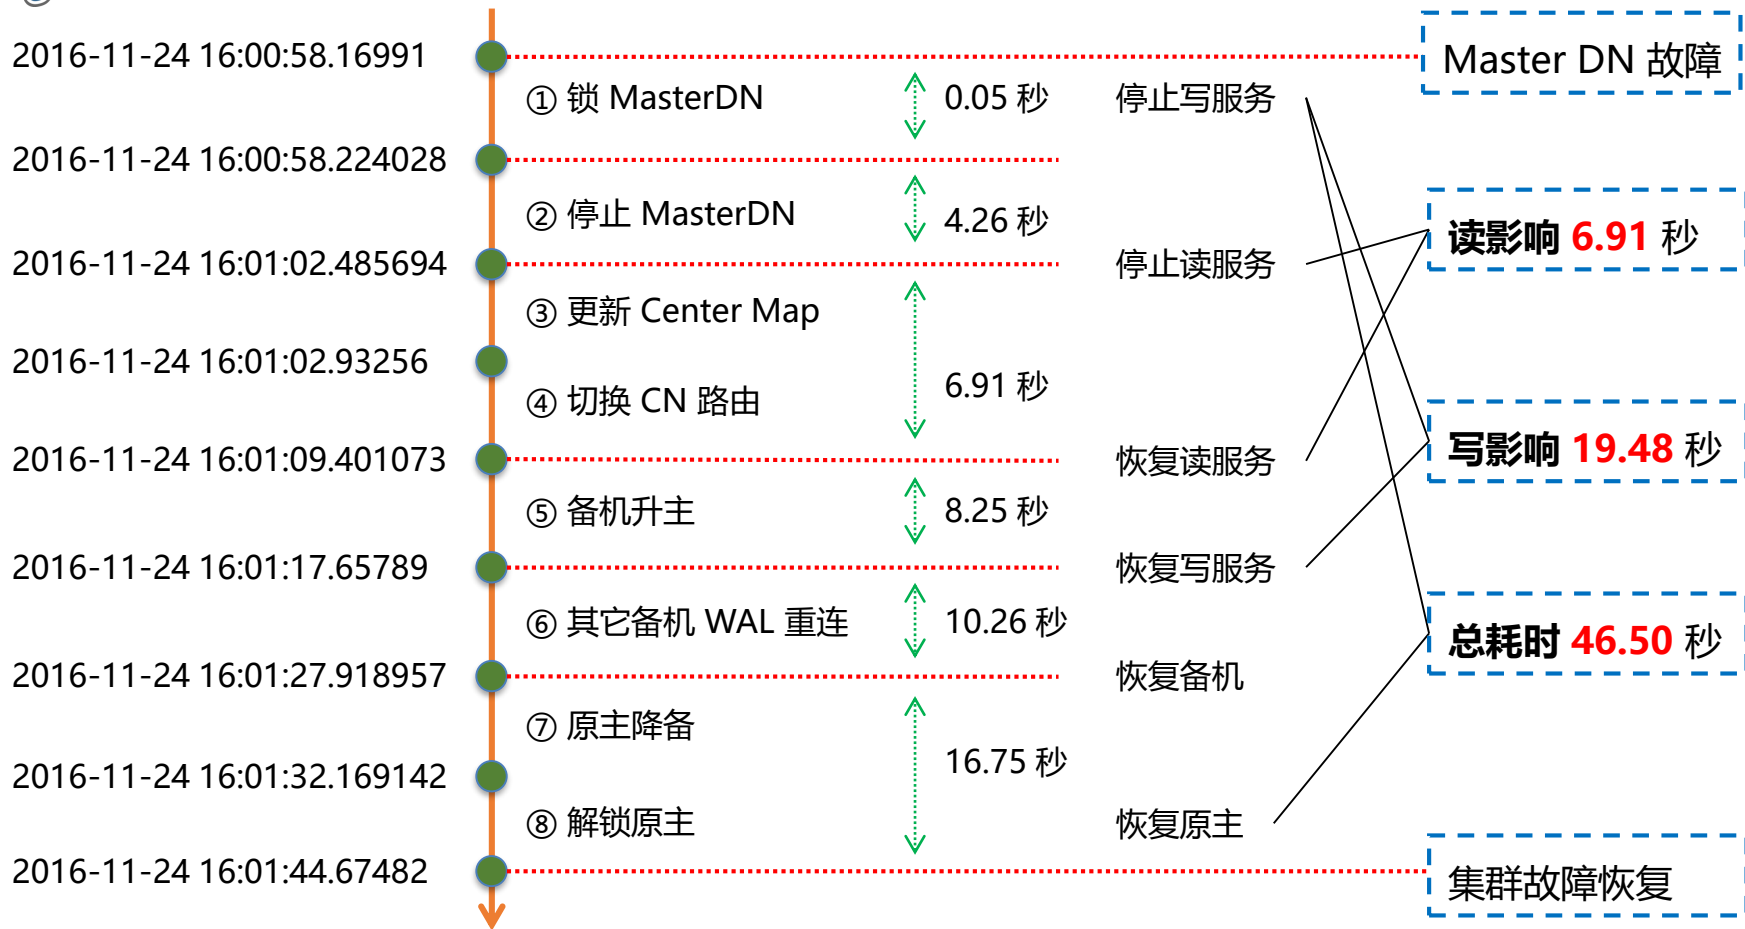 2016-11-24 16:00:58.16991
Master DN 故障
① 锁 MasterDN
0.05 秒
停止写服务
2016-11-24 16:00:58.224028
② 停止 MasterDN
4.26 秒
读影响 6.91 秒
2016-11-24 16:01:02.485694
停止读服务
③ 更新 Center Map
2016-11-24 16:01:02.93256
6.91 秒
④ 切换 CN 路由
写影响 19.48 秒
2016-11-24 16:01:09.401073
恢复读服务
⑤ 备机升主
8.25 秒
2016-11-24 16:01:17.65789
恢复写服务
⑥ 其它备机 WAL 重连
10.26 秒
总耗时 46.50 秒
2016-11-24 16:01:27.918957
恢复备机
⑦ 原主降备
16.75 秒
2016-11-24 16:01:32.169142
⑧ 解锁原主
恢复原主
2016-11-24 16:01:44.67482
集群故障恢复